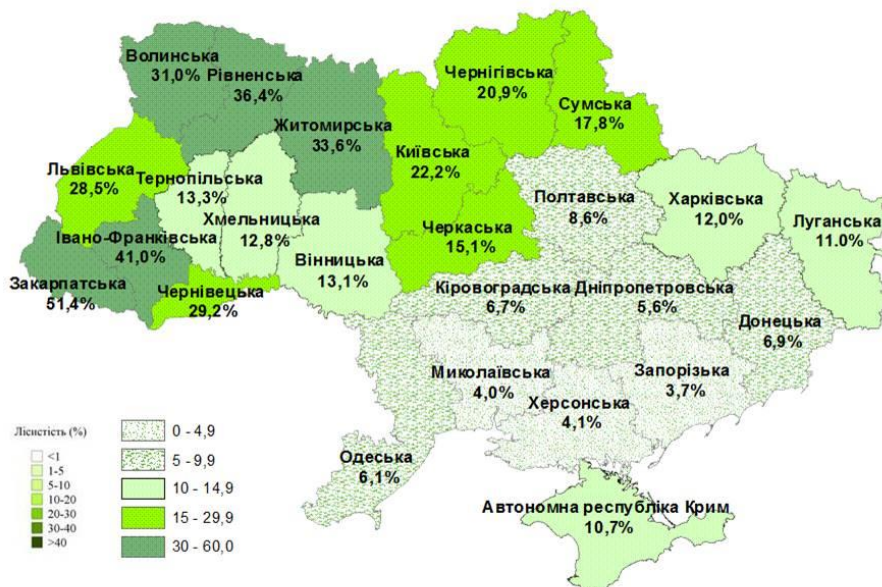 Волинська
31,0%
Рівненська
36,4%
Житомирська
33,6%
Чернігівська
20,9%
Сумська
17,8%
Київська
22,2%
Львівська
28,5%
Тернопільська
13,3%
Хмельницька
12,8%
Полтавська
8,6%
Харківська
12,0%
Луганська
11.0%
Черкаська
15,1%
Івано-Франківська
41,0%
Вінницька
13,1%
Закарпатська
51,4%
Чернівецька
29,2%
Кіровоградська
6,7%
Дніпропетровська
5,6%
Донецька
6,9%
Миколаївська
4,0%
Запорізька
3,7%
Херсонська
4,1%
Одеська
6,1%
Автономна республіка Крим
10,7%
Лісистість (%)
<1
1-5
5-10
10-20
20-30
30-40
>40
0 - 4,9
5 - 9,9
10 - 14,9
15 - 29,9
30 - 60,0